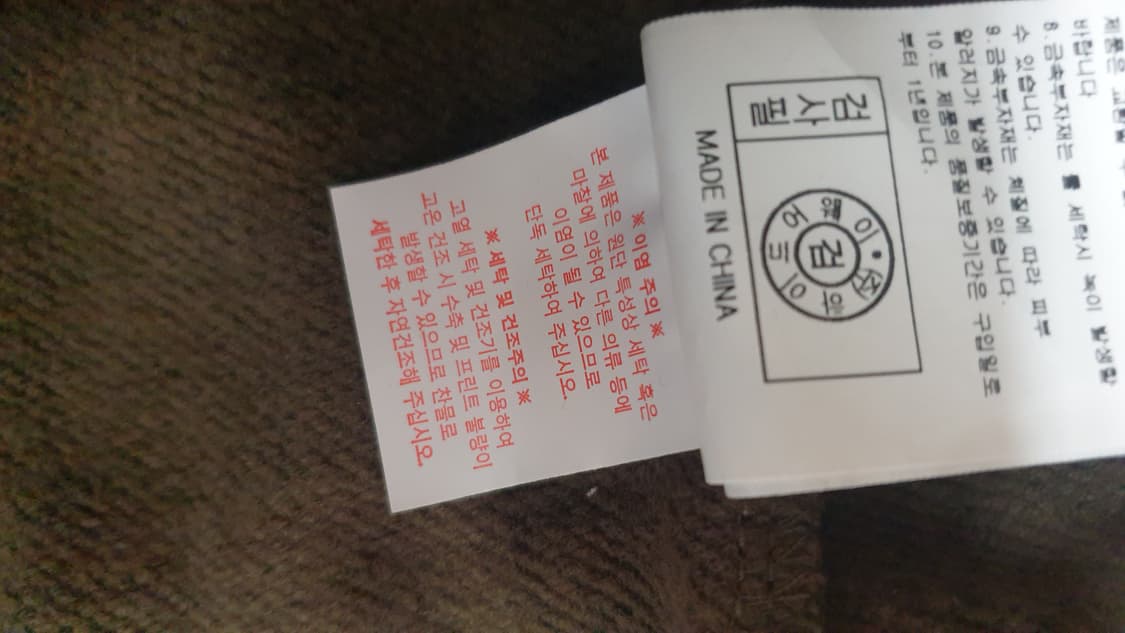 바랍니다
8. 금속부자재는 물 세탁시 녹이 발생할
수 있습니다.
9. 금속부자재는 체질에 따라 피부
알러지가 발생할 수 있습니다.
10. 본 제품의 품질보증기간은 구입일로
부터 1년입니다.
검사필
검
MADE IN CHINA
※ 이염 주의 ※
본 제품은 원단 특성상 세탁 혹은
마찰에 의하여 다른 의류 등에
이염이 될 수 있으므로
단독 세탁하여 주십시오.
※ 세탁 및 건조주의 ※
고열 세탁 및 건조기를 이용하여
고온 건조 시 수축 및 프린트 불량이
발생할 수 있으므로 찬물로
세탁한 후 자연건조해 주십시오.